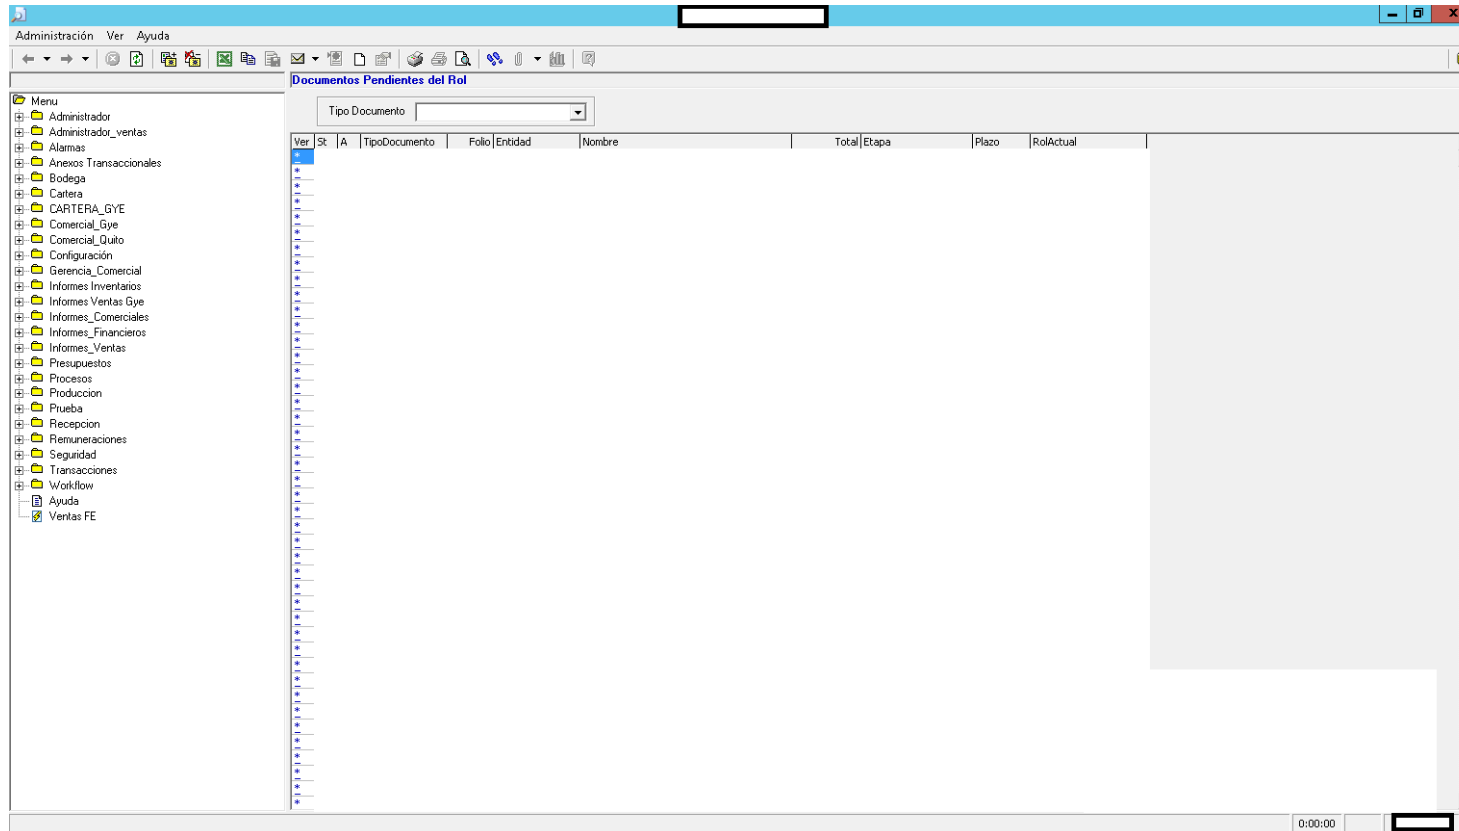 Administración Ver Ayuda
Documentos Pendientes del Rol
Tipo Documento
Ver St A TipoDocumento Folio Entidad Nombre Total Etapa Plazo RolActual
Menu
Administrador
Administrador_ventas
Alarmas
Anexos Transaccionales
Bodega
Cartera
CARTERA_GYE
Comercial_Gye
Comercial_Quito
Configuración
Gerencia_Comercial
Informes Inventarios
Informes Ventas Gye
Informes_Comerciales
Informes_Financieros
Informes_Ventas
Presupuestos
Procesos
Produccion
Prueba
Recepcion
Remuneraciones
Seguridad
Transacciones
Workflow
Ayuda
Ventas FE
0:00:00